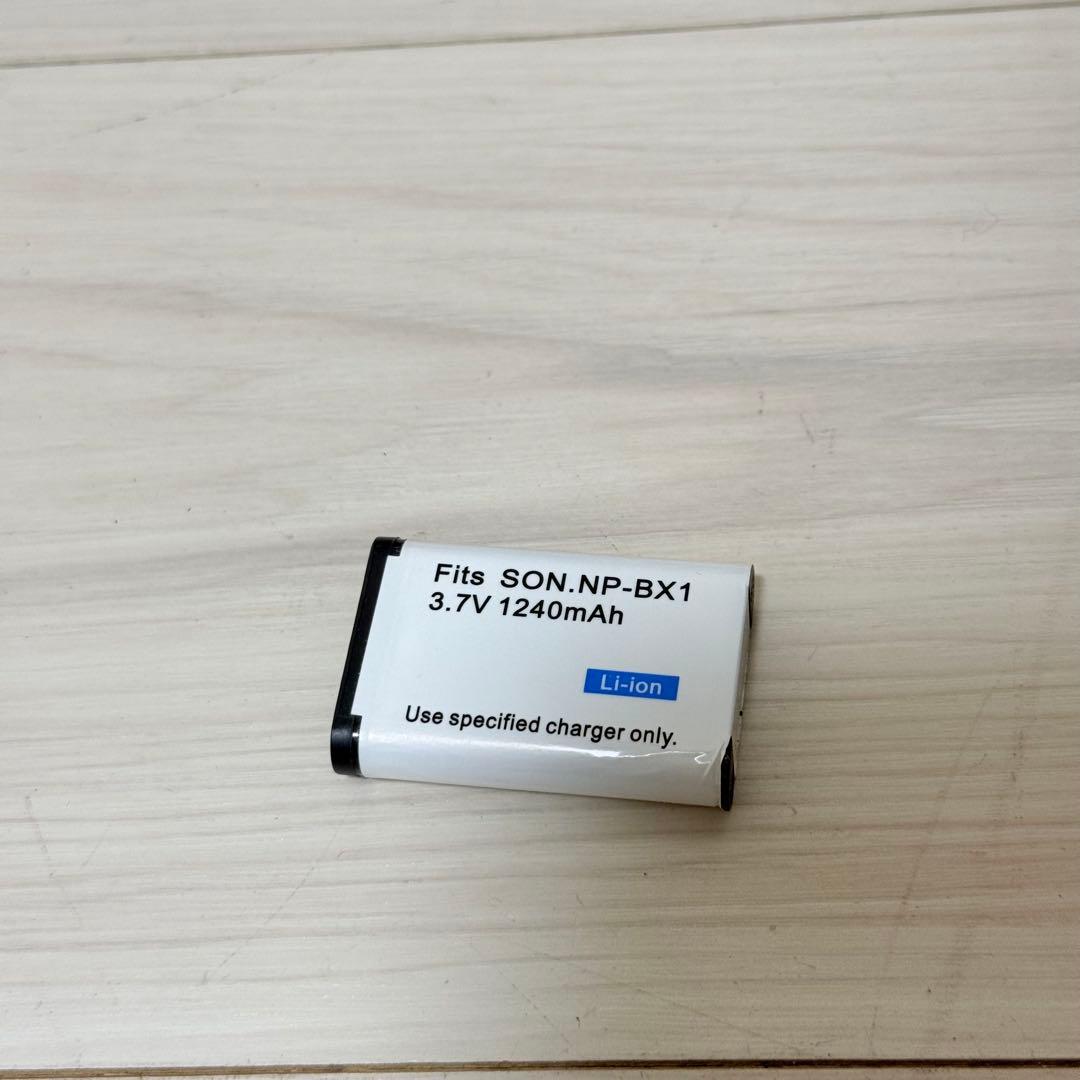 Fits SON.NP-BX1
3.7V 1240mAh
Li-ion
Use specified charger only.